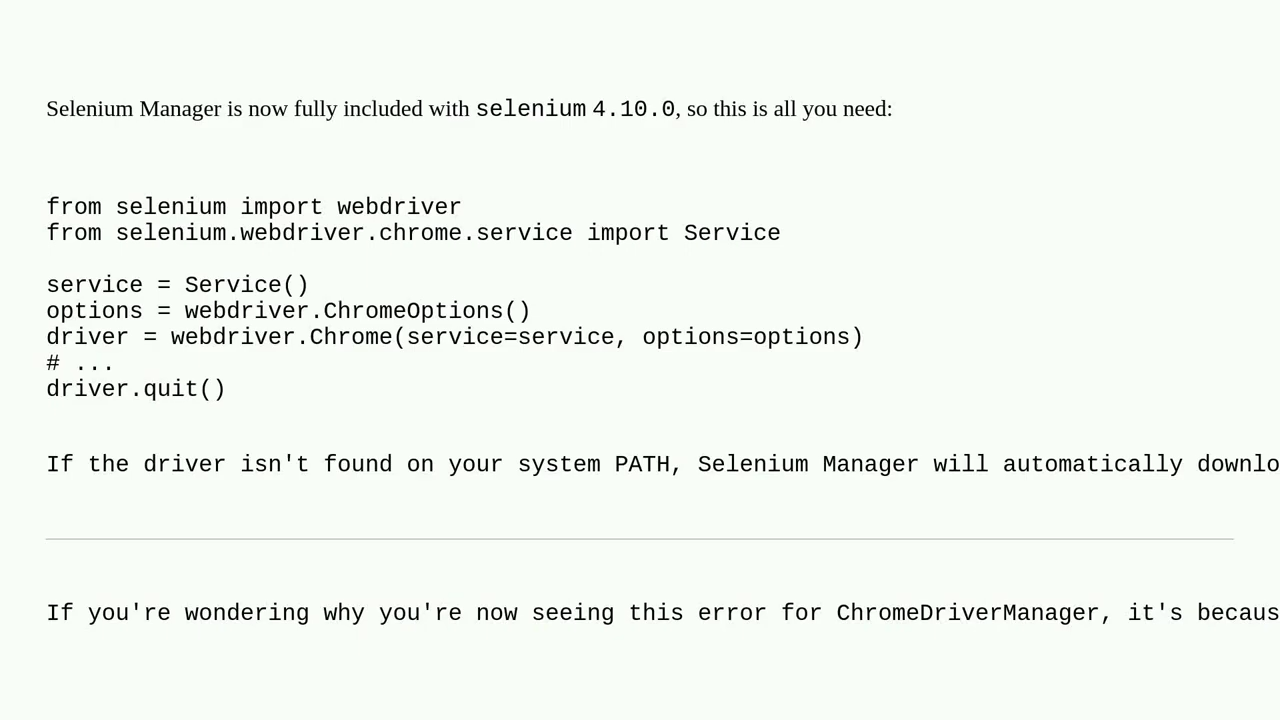 Selenium Manager is now fully included with selenium 4.10.0, so this is all you need:
from selenium import webdriver
from selenium.webdriver.chrome.service import Service
service = Service()
options = webdriver.ChromeOptions()
driver = webdriver.Chrome(service=service, options=options)
# ...
driver.quit()
If the driver isn't found on your system PATH, Selenium Manager will automatically
If you're wondering why you're now seeing this error for ChromeDriverManager, it's